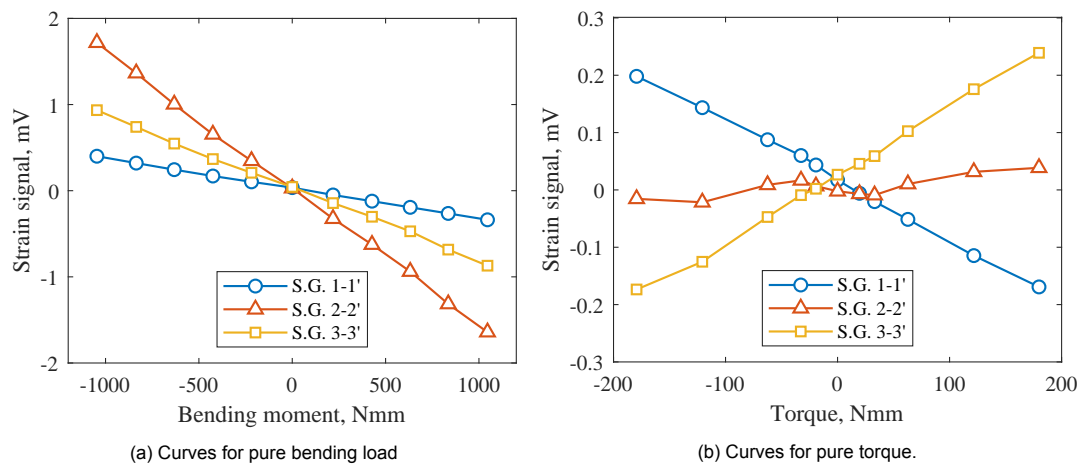 2
1
0
-1
-2
Strain signal, mV
S.G. 1-1'
S.G. 2-2'
S.G. 3-3'
-1000
-500
0
500
1000
Bending moment, Nmm
(a) Curves for pure bending load
0.3
0.2
0.1
0
-0.1
-0.2
-0.3
Strain signal, mV
S.G. 1-1'
S.G. 2-2'
S.G. 3-3'
-200
-100
0
100
200
Torque, Nmm
(b) Curves for pure torque.